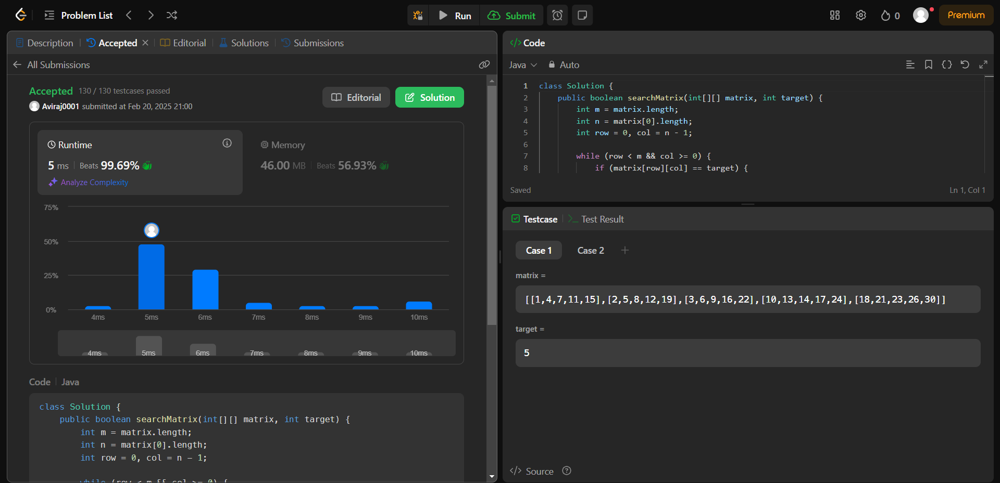 Problem List
Run
Submit
0
Premium
Description
Accepted
Editorial
Solutions
Submissions
All Submissions
Accepted 130 / 130 testcases passed
Aviraj0001 submitted at Feb 20, 2025 21:00
Editorial
Solution
Runtime
5 ms Beats 99.69%
Analyze Complexity
Memory
46.00 MB Beats 56.93%
75%
50%
25%
0%
4ms 5ms 6ms 7ms 8ms 9ms 10ms
4ms 5ms 6ms 7ms 8ms 9ms 10ms
Code Java
class Solution {
public boolean searchMatrix(int[][] matrix, int target) {
int m = matrix.length;
int n = matrix[0].length;
int row = 0, col = n - 1;
while (row < m && col >= 0) {
</> Code
Java Auto
1 class Solution {
2 public boolean searchMatrix(int[][] matrix, int target) {
3 int m = matrix.length;
4 int n = matrix[0].length;
5 int row = 0, col = n - 1;
6
7 while (row < m && col >= 0) {
8 if (matrix[row][col] == target) {
Saved
Ln 1, Col 1
Testcase
Test Result
Case 1
Case 2
matrix =
[[1,4,7,11,15],[2,5,8,12,19],[3,6,9,16,22],[10,13,14,17,24],[18,21,23,26,30]]
target =
5
</> Source